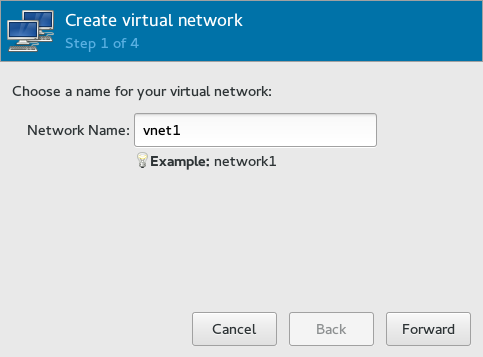 Create virtual network
Step 1 of 4
Choose a name for your virtual network:
Network Name: vnet1
Example: network1
Cancel Back Forward